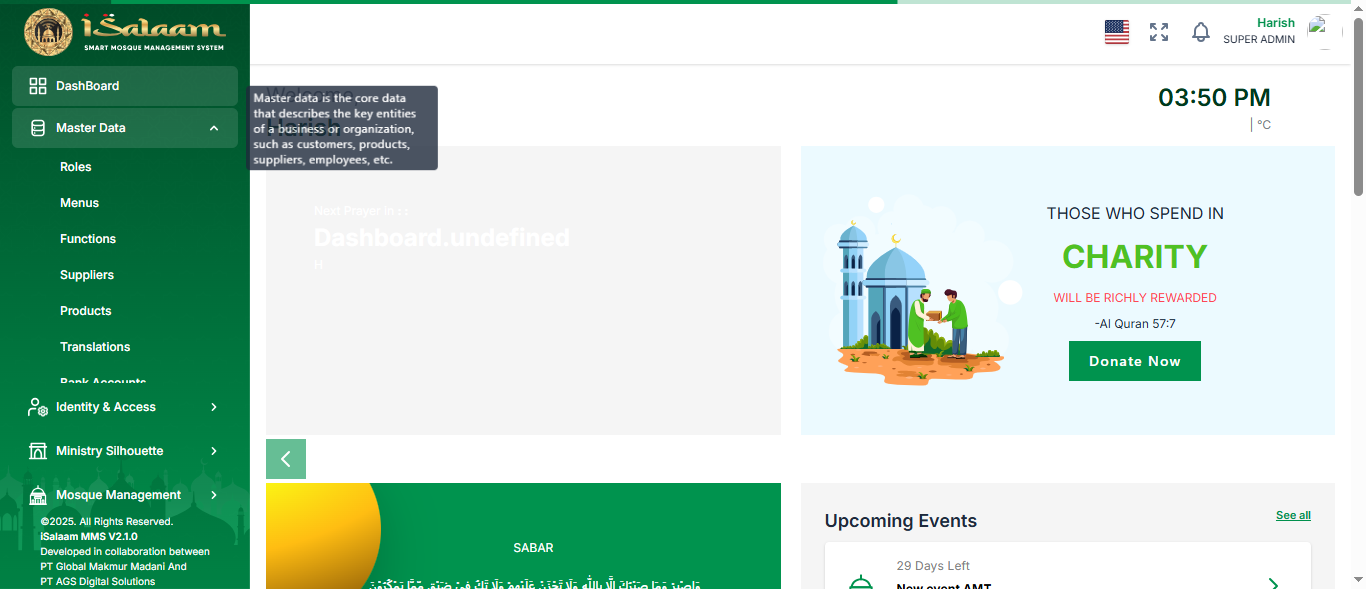 iSalaam
SMART MOSQUE MANAGEMENT SYSTEM
DashBoard
Master Data
Roles
Menus
Functions
Suppliers
Products
Translations
Bank Accounts
Identity & Access
Ministry Silhouette
Mosque Management
©2025. All Rights Reserved.
iSalaam MMS V2.1.0
Developed in collaboration between
PT Global Makmur Madani And
PT AGS Digital Solutions
Harish
SUPER ADMIN
Welcome,
Harish
Master data is the core data
that describes the key entities
of a business or organization,
such as customers, products,
suppliers, employees, etc.
03:50 PM
| °C
Next Prayer in : :
Dashboard.undefined
H
THOSE WHO SPEND IN
CHARITY
WILL BE RICHLY REWARDED
-Al Quran 57:7
Donate Now
SABAR
Upcoming Events
See all
29 Days Left
New event AMT